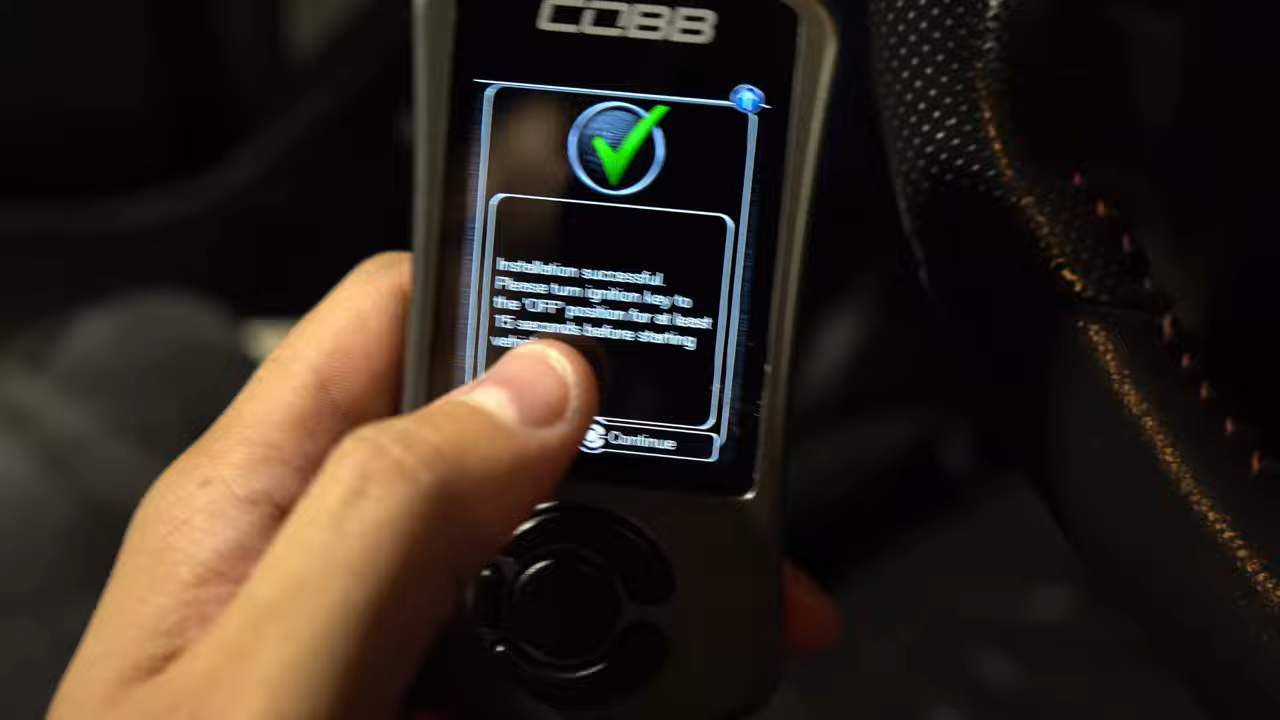 COBB
Installation successful.
Please turn ignition key to
the "OFF" position for at least
15 seconds before starting
Continue